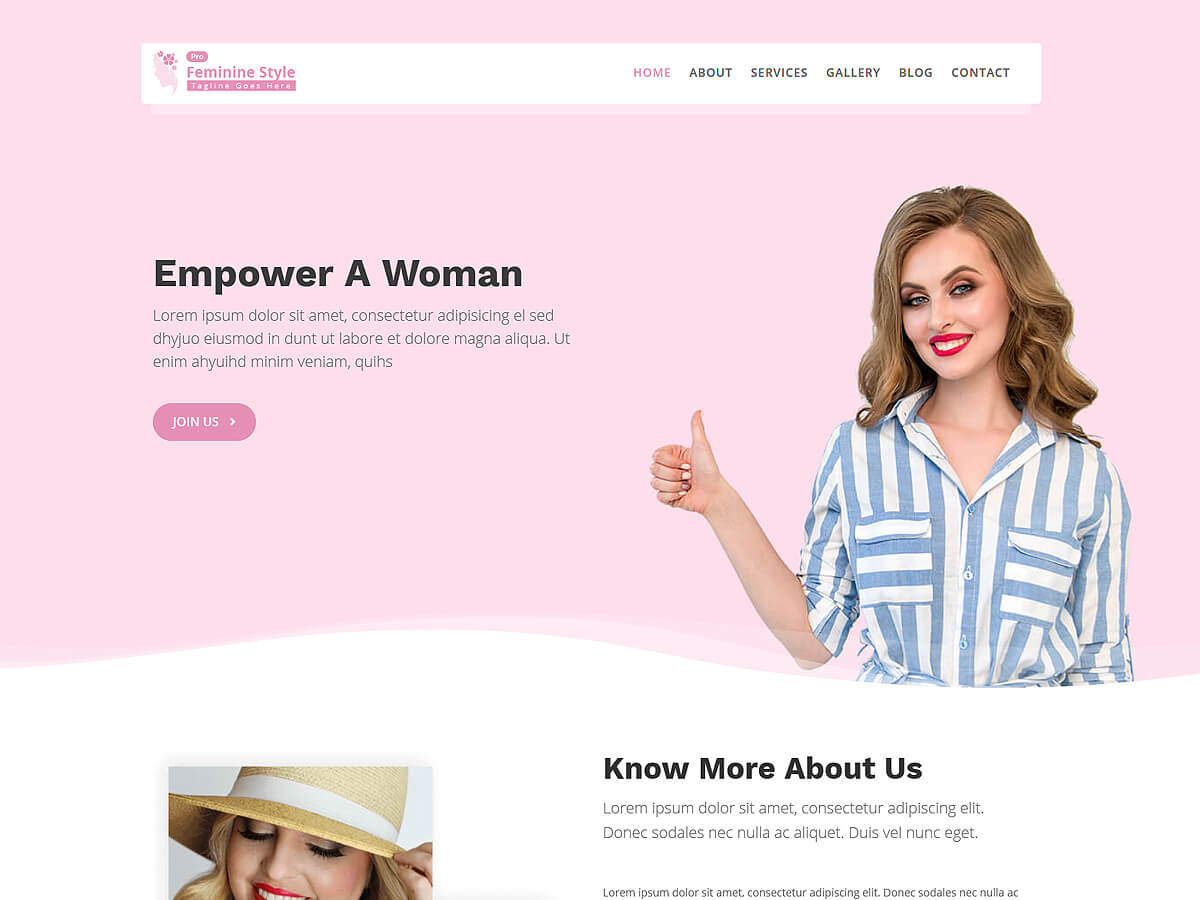 Pro
Feminine Style
Tagline Goes Here
HOME ABOUT SERVICES GALLERY BLOG CONTACT
Empower A Woman
Lorem ipsum dolor sit amet, consectetur adipisicing el sed
dhyjuo eiusmod in dunt ut labore et dolore magna aliqua. Ut
enim ahyuihd minim veniam, quihs
JOIN US
Know More About Us
Lorem ipsum dolor sit amet, consectetur adipiscing elit.
Donec sodales nec nulla ac aliquet. Duis vel nunc eget.
Lorem ipsum dolor sit amet, consectetur adipiscing elit. Donec sodales nec nulla ac